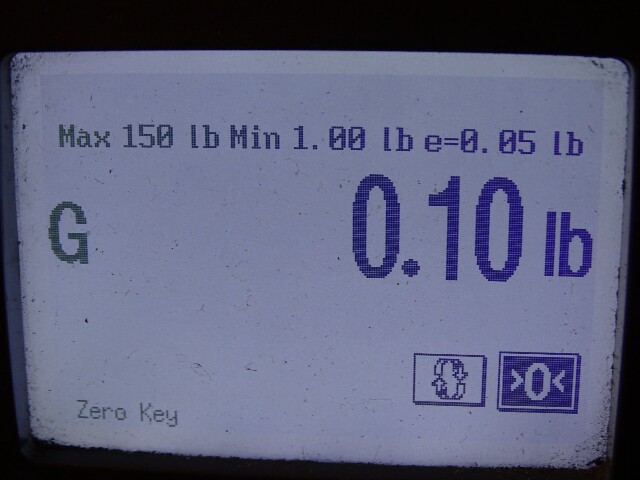 Max 150 lb Min 1.00 lb e=0.05 lb
G 0.10 lb
>0<
Zero Key